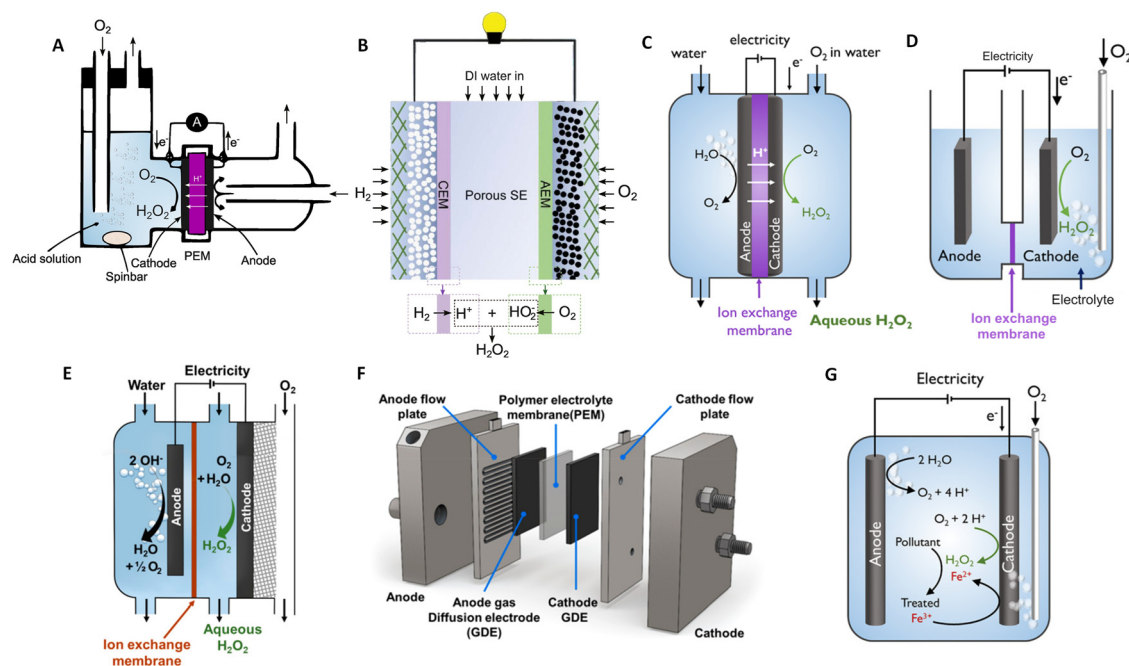 A
O₂
e⁻
A
e⁻
H⁺
O₂
H₂O₂
H₂
Acid solution
Spinbar
Cathode
PEM
Anode
B
DI water in
CEM
Porous SE
AEM
H₂
O₂
H₂
H⁺
+
HO₂⁻
O₂
H₂O₂
C
electricity
water
e⁻
O₂ in water
H₂O
O₂
H⁺
O₂
H₂O₂
Anode
Cathode
Ion exchange
membrane
Aqueous H₂O₂
D
Electricity
e⁻
O₂
O₂
H₂O₂
Anode
Cathode
Electrolyte
Ion exchange
membrane
E
Electricity
Water
O₂
2 OH⁻
H₂O
+ ½ O₂
Anode
O₂
+ H₂O
H₂O₂
Cathode
Ion exchange
membrane
Aqueous
H₂O₂
F
Anode flow
plate
Polymer electrolyte
membrane(PEM)
Cathode flow
plate
Anode
Anode gas
Diffusion electrode
(GDE)
Cathode
GDE
Cathode
G
Electricity
e⁻
O₂
2 H₂O
O₂ + 4 H⁺
O₂ + 2 H⁺
Pollutant
H₂O₂
Fe²⁺
Treated
Fe³⁺
Anode
Cathode